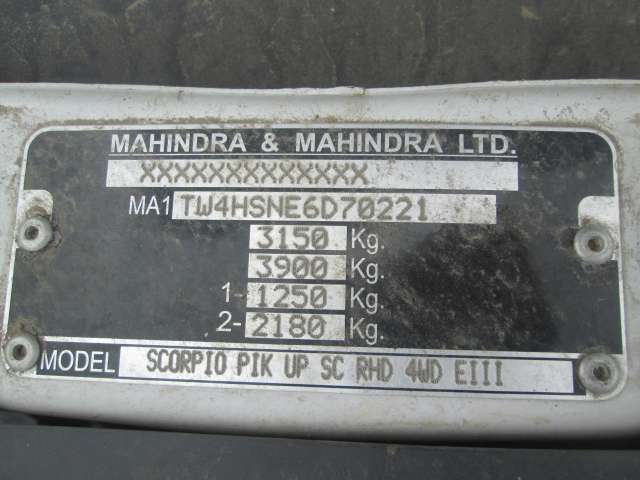 MAHINDRA & MAHINDRA LTD.
XXXXXXXXXXXXX
MA1 TW4HSNE6D70221
3150 Kg.
3900 Kg.
1- 1250 Kg.
2- 2180 Kg.
MODEL SCORPIO PIK UP SC RHD 4WD EIII